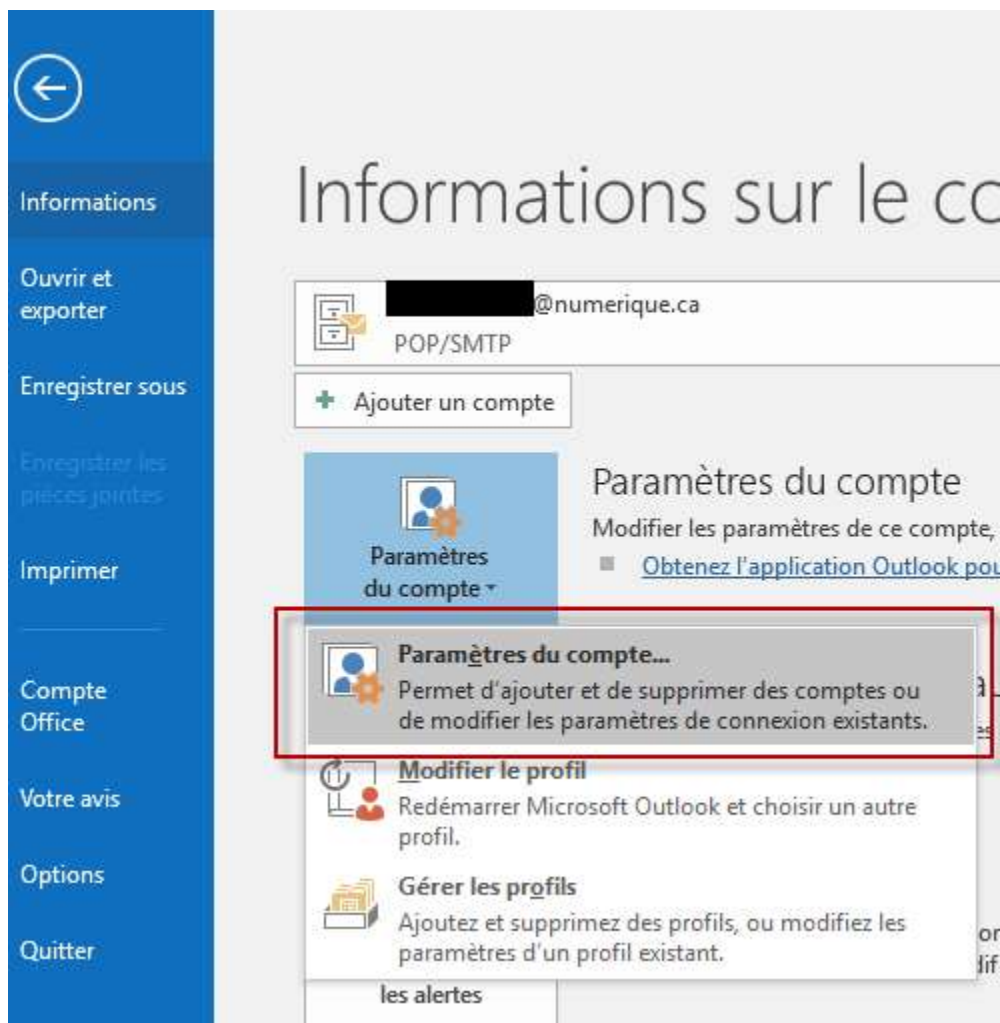 Informations
Ouvrir et
exporter
Enregistrer sous
Enregistrer les
pièces jointes
Imprimer
Compte
Office
Votre avis
Options
Quitter
Informations sur le
@numerique.ca
POP/SMTP
Ajouter un compte
Paramètres
du compte
Paramètres du compte
Modifier les paramètres de ce compte,
Obtenez l'application Outlook
Paramètres du compte...
Permet d'ajouter et de supprimer des comptes ou
de modifier les paramètres de connexion existants.
Modifier le profil
Redémarrer Microsoft Outlook et choisir un autre
profil.
Gérer les profils
Ajoutez et supprimez des profils, ou modifiez les
paramètres d'un profil existant.
les alertes